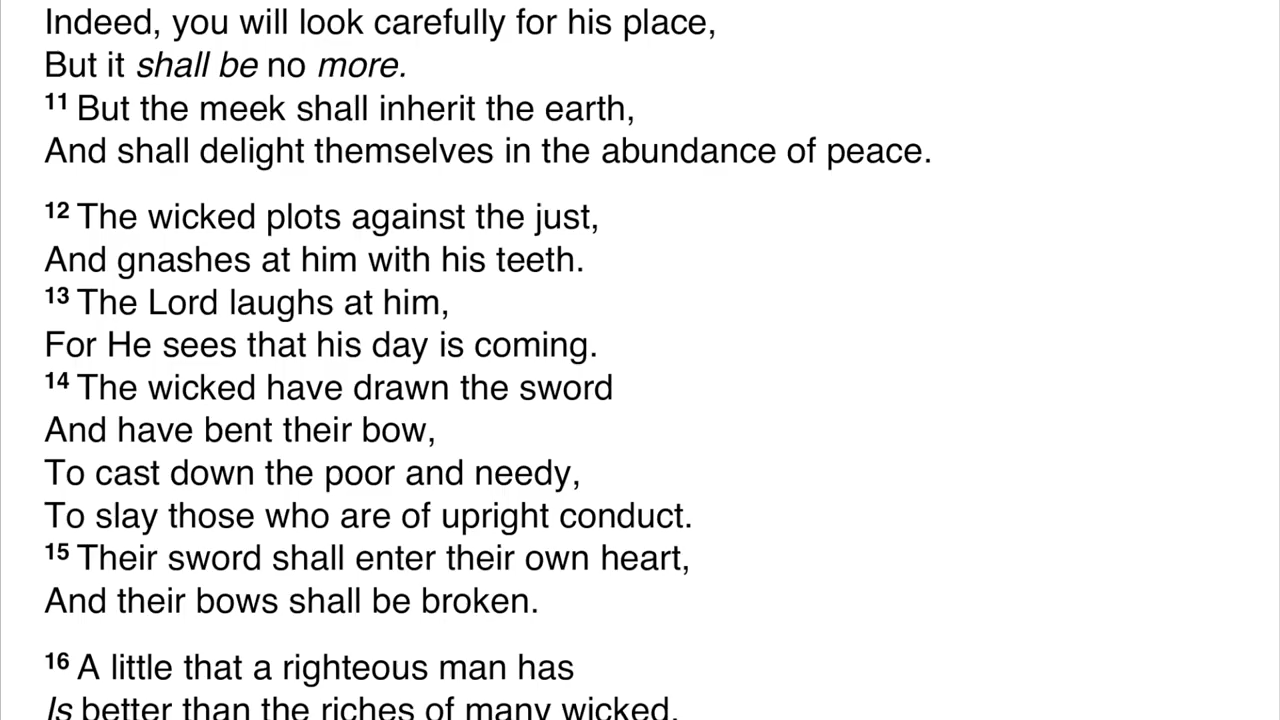 Indeed, you will look carefully for his place,
But it shall be no more.
11 But the meek shall inherit the earth,
And shall delight themselves in the abundance of peace.
12 The wicked plots against the just,
And gnashes at him with his teeth.
13 The Lord laughs at him,
For He sees that his day is coming.
14 The wicked have drawn the sword
And have bent their bow,
To cast down the poor and needy,
To slay those who are of upright conduct.
15 Their sword shall enter their own heart,
And their bows shall be broken.
16 A little that a righteous man has
Is better than the riches of many wicked.